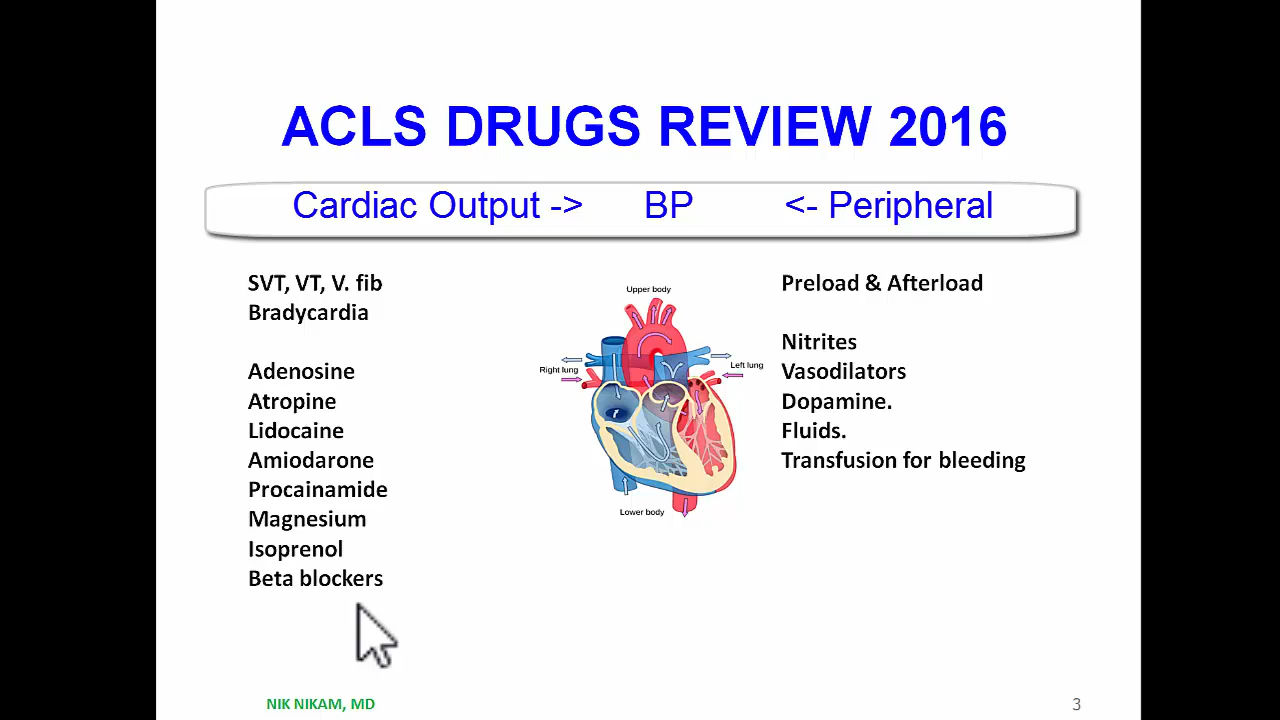 ACLS DRUGS REVIEW 2016
Cardiac Output -> BP <- Peripheral
SVT, VT, V. fib
Bradycardia
Adenosine
Atropine
Lidocaine
Amiodarone
Procainamide
Magnesium
Isoprenol
Beta blockers
Upper body
Right lung
Left lung
Lower body
Preload & Afterload
Nitrites
Vasodilators
Dopamine.
Fluids.
Transfusion for bleeding
NIK NIKAM, MD
3